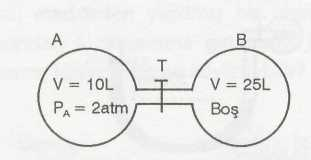 A
B
T
V = 10L
V = 25L
P_A = 2atm
Boş